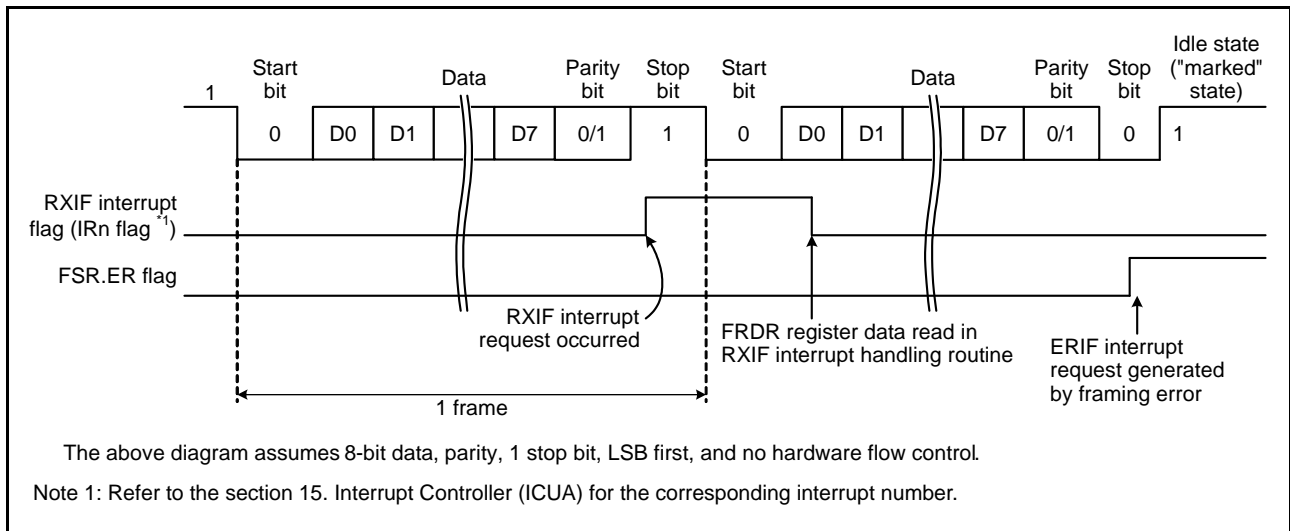 Idle state
("marked"
state)
Start
bit
Data
Parity
bit
Stop
bit
Start
bit
Data
Parity
bit
Stop
bit
1
0 D0 D1 D7 0/1 1 0 D0 D1 D7 0/1 0 1
RXIF interrupt
flag (IRn flag *1)
FSR.ER flag
RXIF interrupt
request occurred
FRDR register data read in
RXIF interrupt handling routine
ERIF interrupt
request generated
by framing error
1 frame
The above diagram assumes 8-bit data, parity, 1 stop bit, LSB first, and no hardware flow control.
Note 1: Refer to the section 15. Interrupt Controller (ICUA) for the corresponding interrupt number.